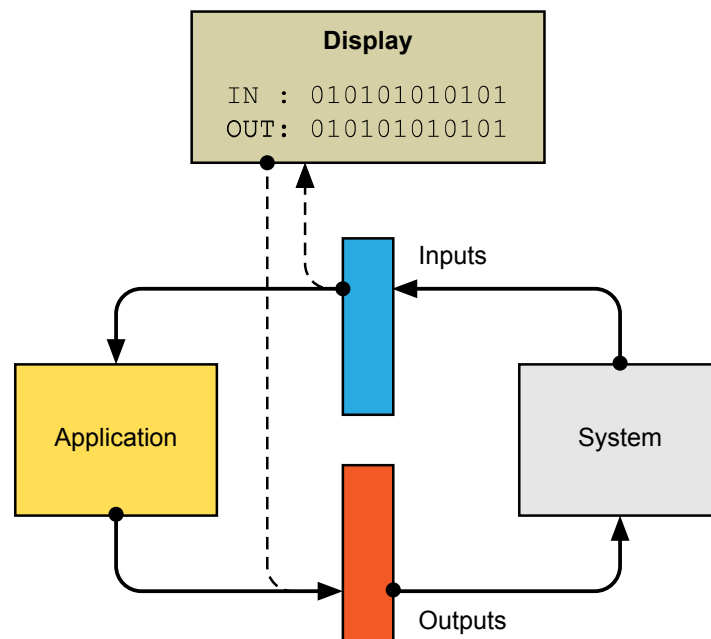 Display
IN : 010101010101
OUT: 010101010101
Inputs
Application
System
Outputs